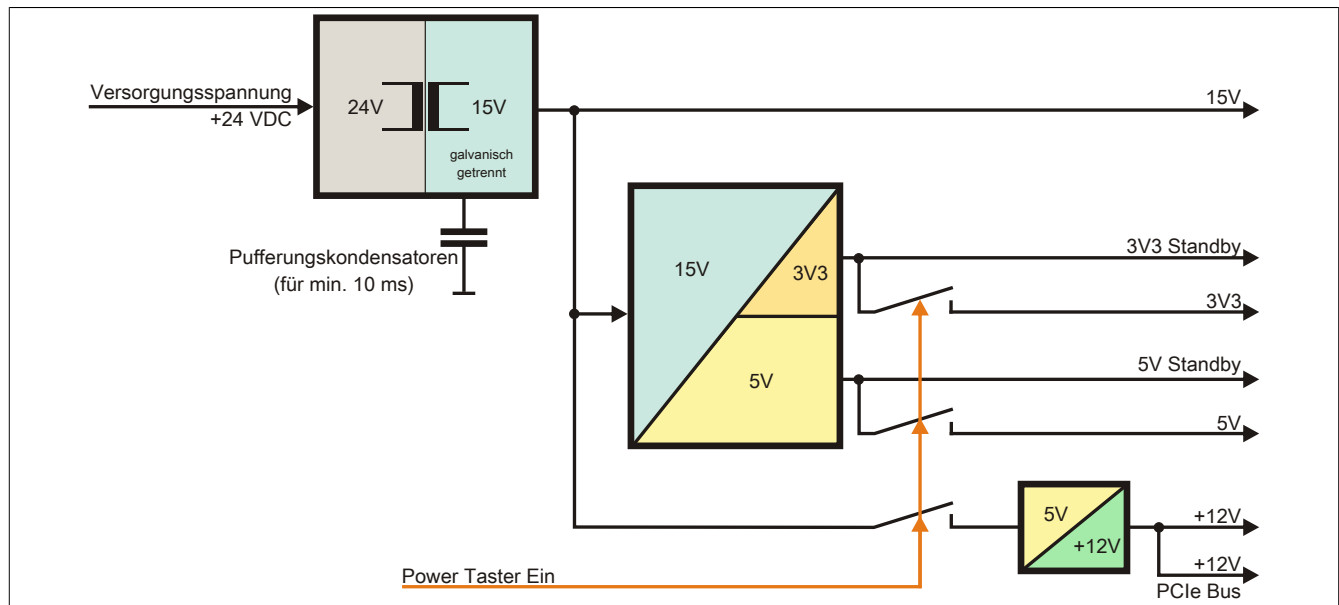 Versorgungsspannung
+24 VDC
24V
15V
galvanisch
getrennt
15V
Pufferungskondensatoren
(für min. 10 ms)
15V
3V3
5V
3V3 Standby
3V3
5V Standby
5V
5V
+12V
+12V
+12V
PCIe Bus
Power Taster Ein